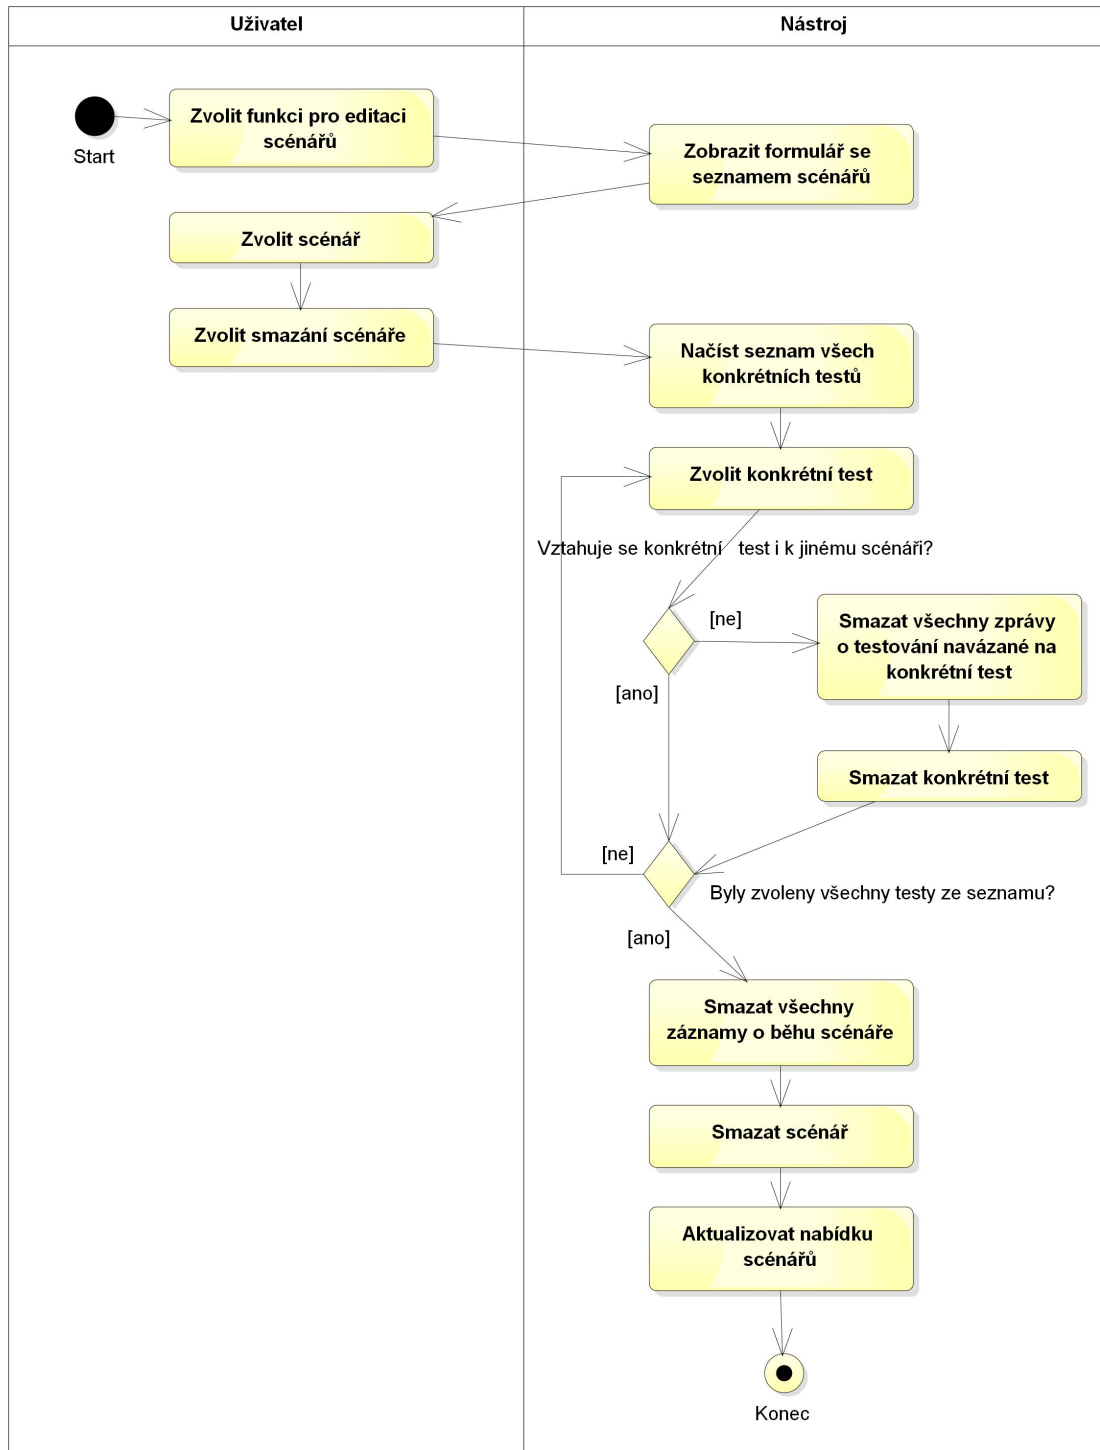 Uživatel
Nástroj
Start
Zvolit funkci pro editaci
scénářů
Zobrazit formulář se
seznamem scénářů
Zvolit scénář
Zvolit smazání scénáře
Načíst seznam všech
konkrétních testů
Zvolit konkrétní test
Vztahuje se konkrétní test i k jinému scénáři?
[ne]
Smazat všechny zprávy
o testování navázané na
konkrétní test
[ano]
Smazat konkrétní test
[ne]
Byly zvoleny všechny testy ze seznamu?
[ano]
Smazat všechny
záznamy o běhu scénáře
Smazat scénář
Aktualizovat nabídku
scénářů
Konec